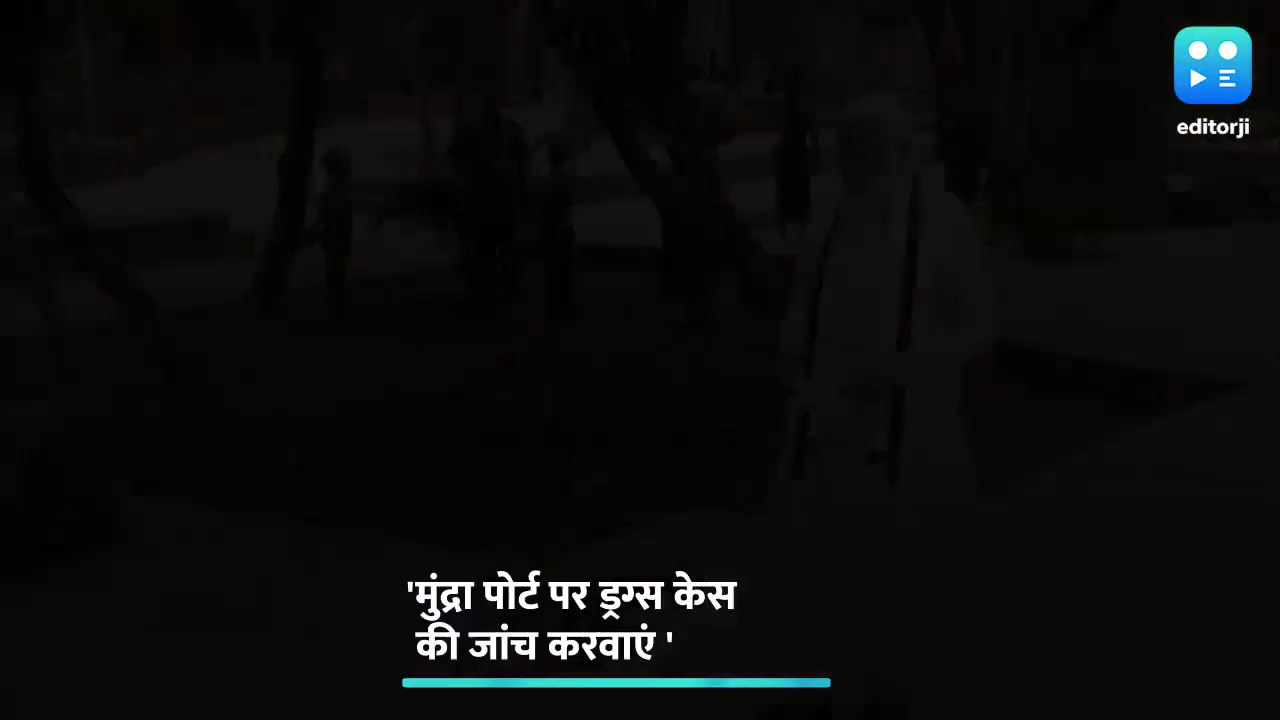 editorji
'मुंद्रा पोर्ट पर ड्रग्स केस
की जांच करवाएं '